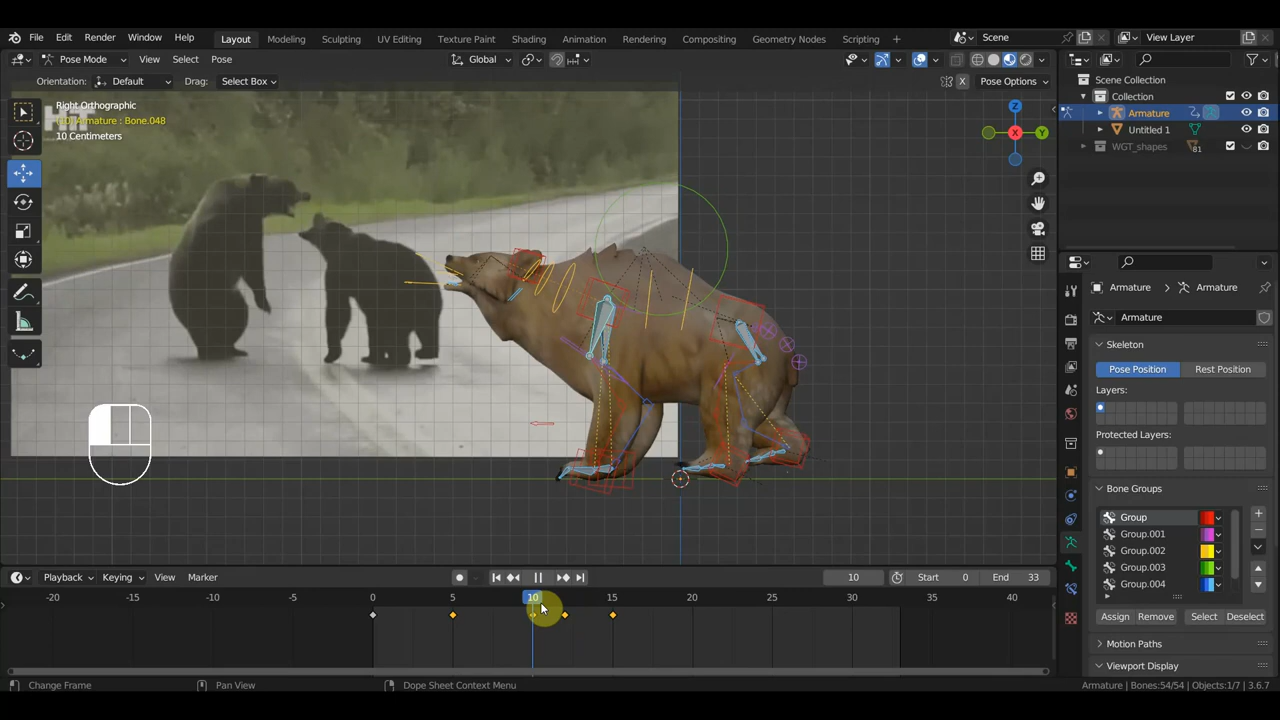 File Edit Render Window Help
Layout Modeling Sculpting UV Editing Texture Paint Shading Animation Rendering Compositing Geometry Nodes Scripting +
Scene
View Layer
Pose Mode View Select Pose
Global
Orientation: Default Drag: Select Box
X Pose Options
Right Orthographic
(10) Armature : Bone.048
10 Centimeters
Z
X
Y
Scene Collection
Collection
Armature
Untitled 1
WGT_shapes
81
Armature Armature
Armature
Skeleton
Pose Position Rest Position
Layers:
Protected Layers:
Bone Groups
Group
Group.001
Group.002
Group.003
Group.004
Assign Remove Select Deselect
Motion Paths
Viewport Display
Playback Keying View Marker
10 Start 0 End 33
-20 -15 -10 -5 0 5 10 15 20 25 30 35 40
Change Frame Pan View Dope Sheet Context Menu
Armature | Bones:54/54 | Objects:1/7 | 3.6.7